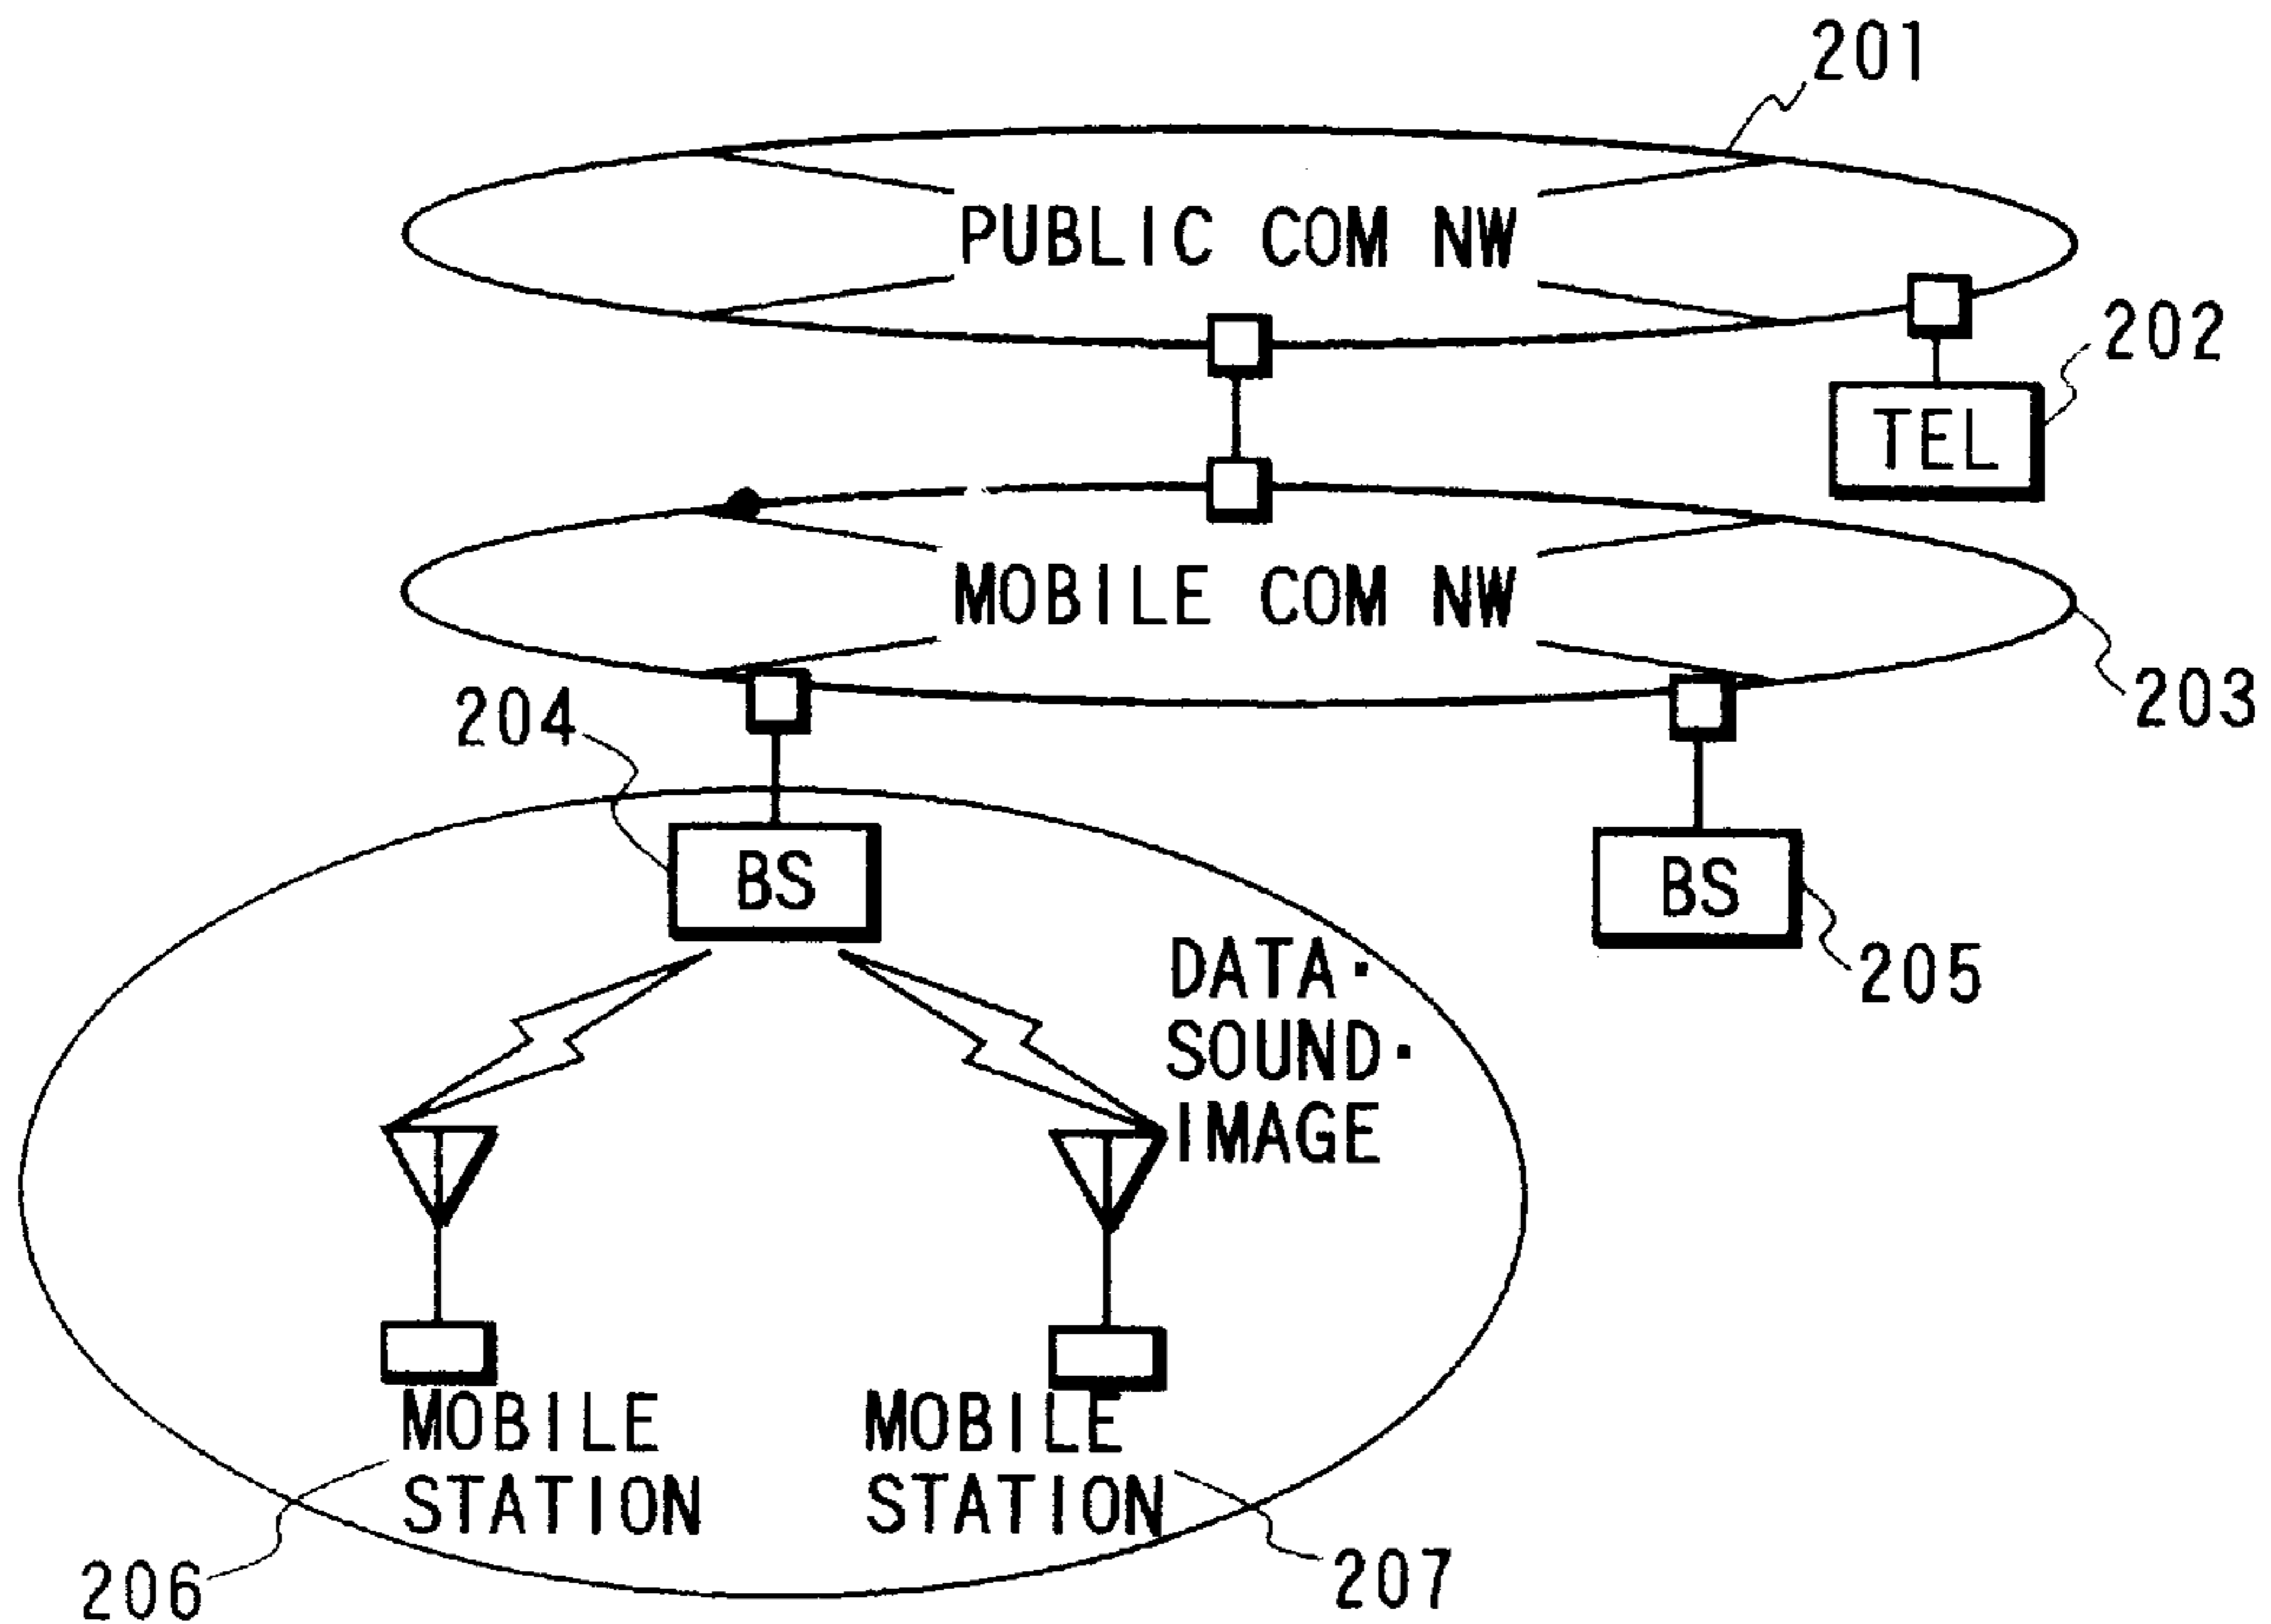 201
PUBLIC COM NW
202
TEL
MOBILE COM NW
203
204
BS
BS
205
DATA·
SOUND·
IMAGE
MOBILE
STATION
MOBILE
STATION
206
207